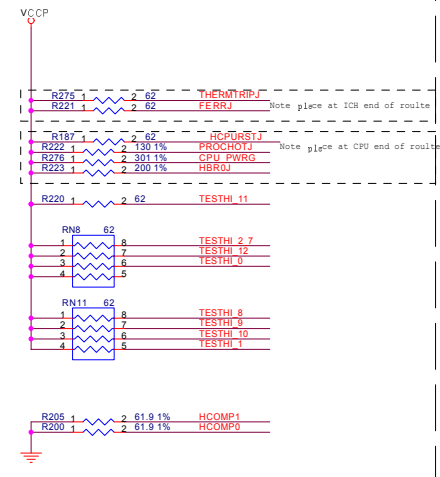 VCCP
R275 1 2 62 THERMTRIPJ
R221 1 2 62 FERRJ Note place at ICH end of roulte
R187 1 2 62 HCPURSTJ Note place at CPU end of roulte
R222 1 2 130 1% PROCHOTJ
R276 1 2 301 1% CPU_PWRG
R223 1 2 200 1% HBR0J
R220 1 2 62 TESTHI_11
RN8 62
1 8 TESTHI_2_7
2 7 TESTHI_12
3 6 TESTHI_0
4 5
RN11 62
1 8 TESTHI_8
2 7 TESTHI_9
3 6 TESTHI_10
4 5 TESTHI_1
R205 1 2 61.9 1% HCOMP1
R200 1 2 61.9 1% HCOMP0